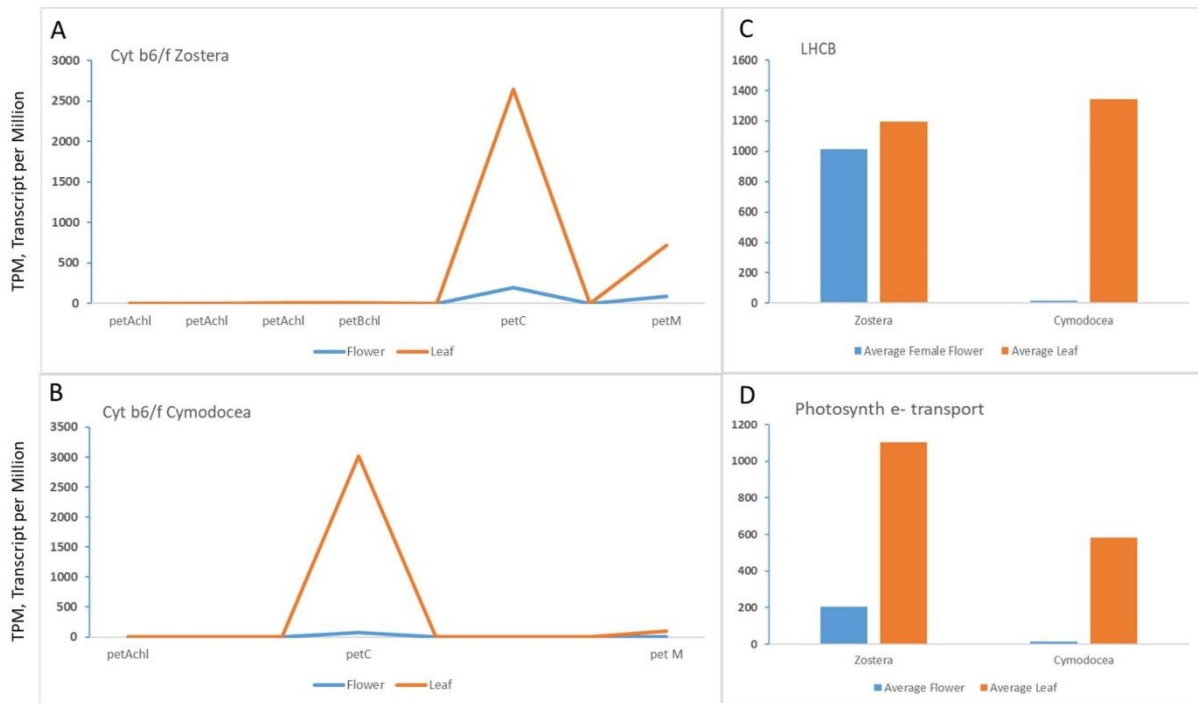 A
Cyt b6/f Zostera
TPM, Transcript per Million
3000
2500
2000
1500
1000
500
0
petAchl petAchl petAchl petBchl petC petM
Flower Leaf
B
Cyt b6/f Cymodocea
TPM, Transcript per Million
3500
3000
2500
2000
1500
1000
500
0
petAchl petC pet M
Flower Leaf
C
LHCB
1600
1400
1200
1000
800
600
400
200
0
Zostera Cymodocea
Average Female Flower Average Leaf
D
Photosynth e- transport
1200
1000
800
600
400
200
0
Zostera Cymodocea
Average Flower Average Leaf